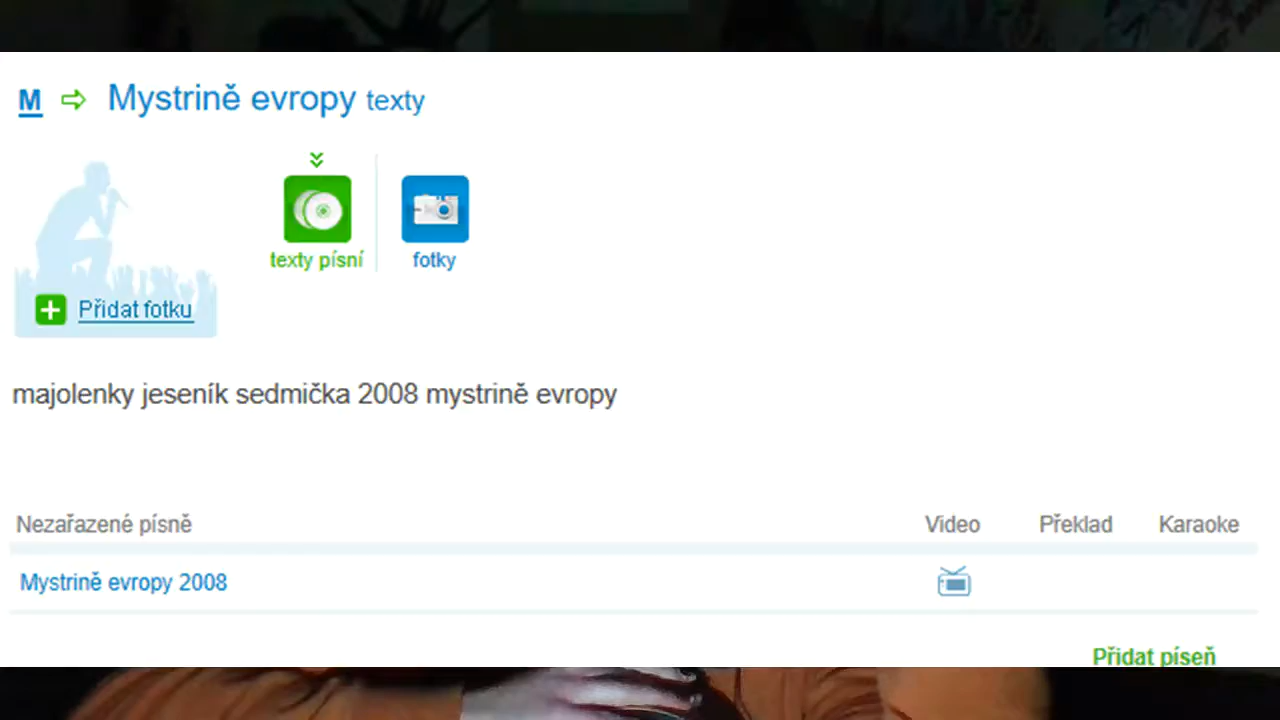 M ⇨ Mystrině evropy texty
texty písní
fotky
Přidat fotku
majolenky jeseník sedmička 2008 mystrině evropy
Nezařazené písně Video Překlad Karaoke
Mystrině evropy 2008
Přidat píseň